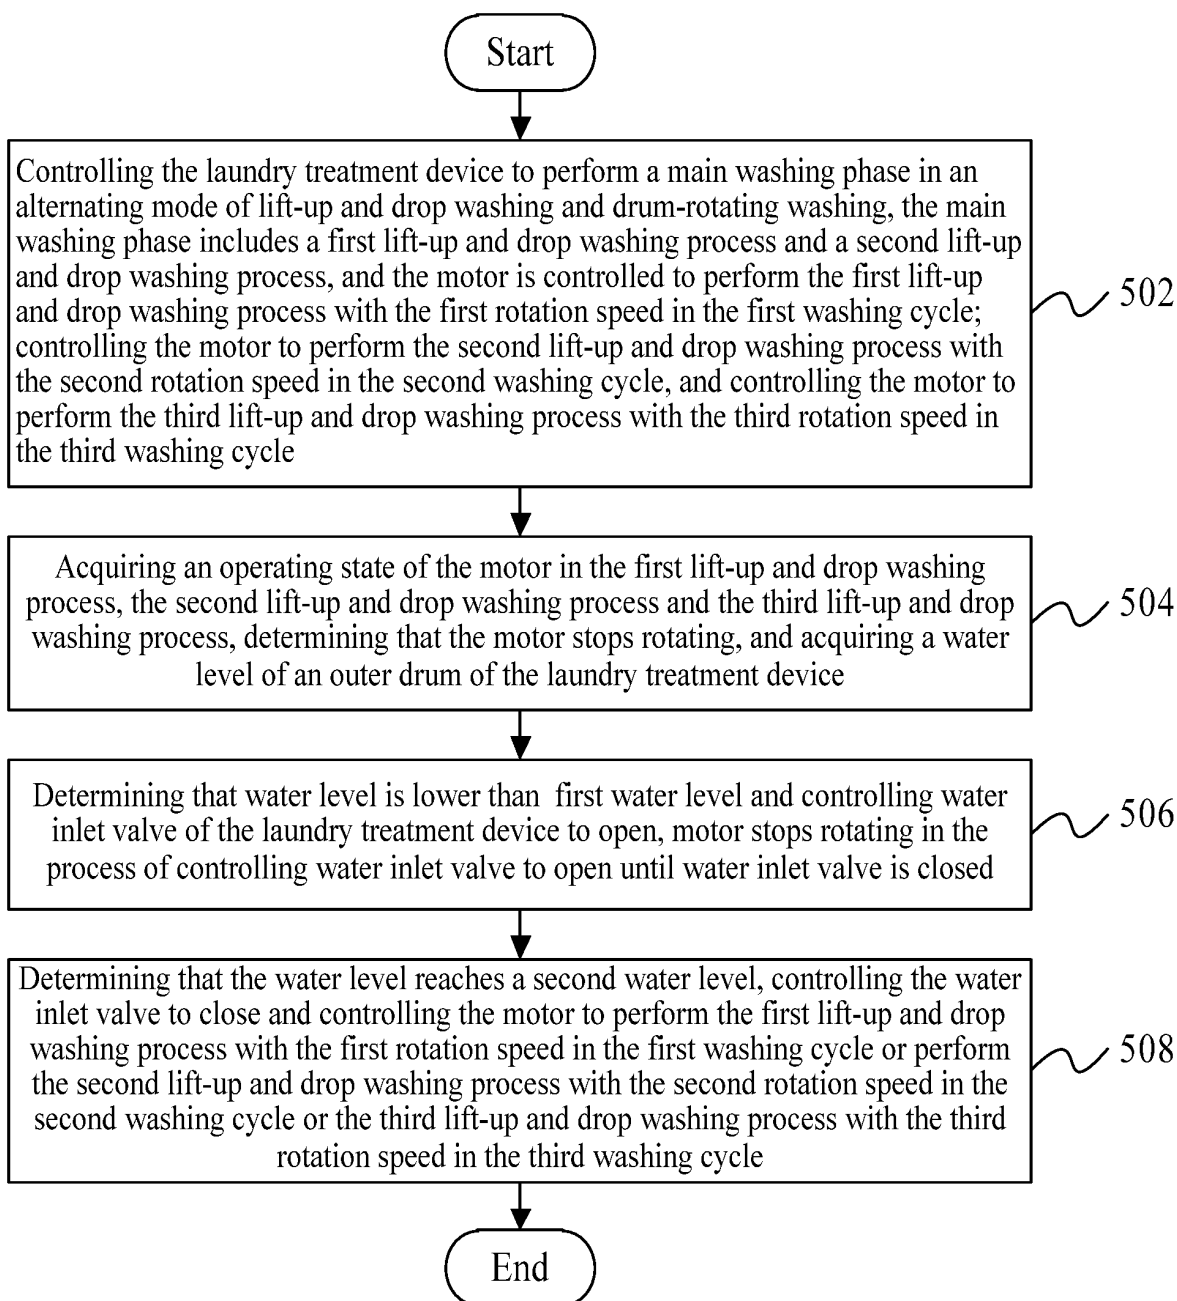 Start
Controlling the laundry treatment device to perform a main washing phase in an
alternating mode of lift-up and drop washing and drum-rotating washing, the main
washing phase includes a first lift-up and drop washing process and a second lift-up
and drop washing process, and the motor is controlled to perform the first lift-up
and drop washing process with the first rotation speed in the first washing cycle;
controlling the motor to perform the second lift-up and drop washing process with
the second rotation speed in the second washing cycle, and controlling the motor to
perform the third lift-up and drop washing process with the third rotation speed in
the third washing cycle
502
Acquiring an operating state of the motor in the first lift-up and drop washing
process, the second lift-up and drop washing process and the third lift-up and drop
washing process, determining that the motor stops rotating, and acquiring a water
level of an outer drum of the laundry treatment device
504
Determining that water level is lower than first water level and controlling water
inlet valve of the laundry treatment device to open, motor stops rotating in the
process of controlling water inlet valve to open until water inlet valve is closed
506
Determining that the water level reaches a second water level, controlling the water
inlet valve to close and controlling the motor to perform the first lift-up and drop
washing process with the first rotation speed in the first washing cycle or perform
the second lift-up and drop washing process with the second rotation speed in the
second washing cycle or the third lift-up and drop washing process with the third
rotation speed in the third washing cycle
508
End